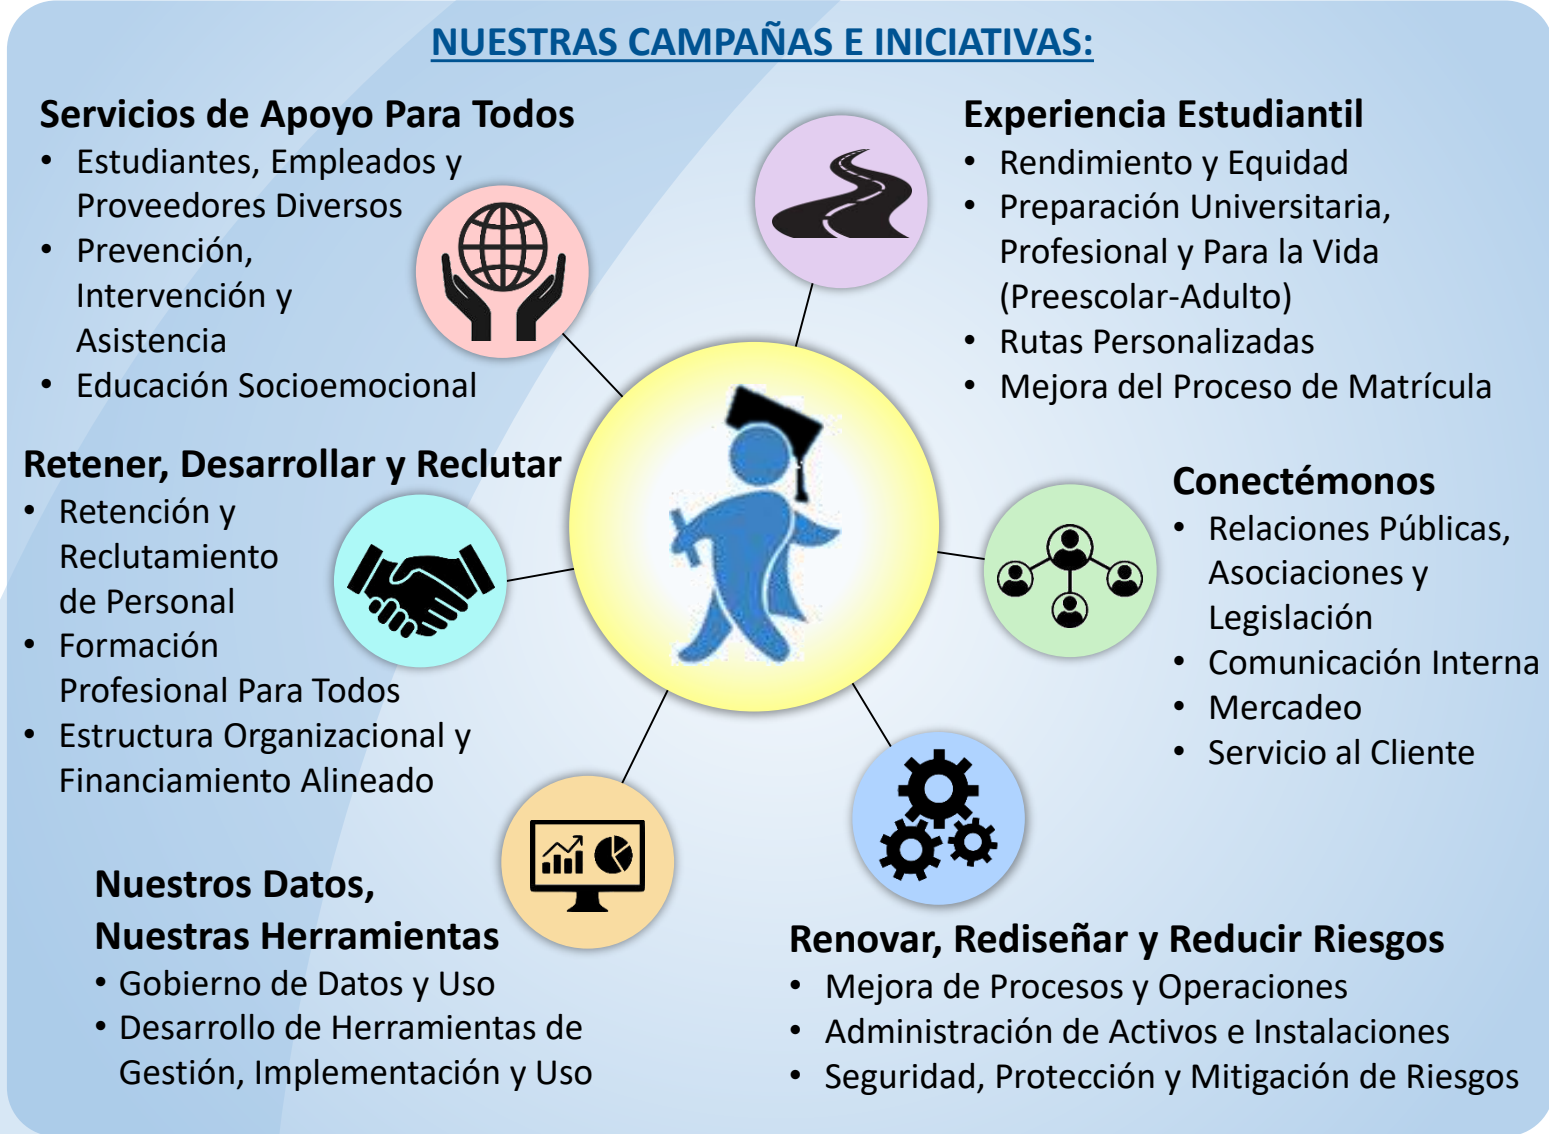 NUESTRAS CAMPAÑAS E INICIATIVAS:
Servicios de Apoyo Para Todos
• Estudiantes, Empleados y
Proveedores Diversos
• Prevención,
Intervención y
Asistencia
• Educación Socioemocional
Experiencia Estudiantil
• Rendimiento y Equidad
• Preparación Universitaria,
Profesional y Para la Vida
(Preescolar-Adulto)
• Rutas Personalizadas
• Mejora del Proceso de Matrícula
Retener, Desarrollar y Reclutar
• Retención y
Reclutamiento
de Personal
• Formación
Profesional Para Todos
• Estructura Organizacional y
Financiamiento Alineado
Conectémonos
• Relaciones Públicas,
Asociaciones y
Legislación
• Comunicación Interna
• Mercadeo
• Servicio al Cliente
Nuestros Datos,
Nuestras Herramientas
• Gobierno de Datos y Uso
• Desarrollo de Herramientas de
Gestión, Implementación y Uso
Renovar, Rediseñar y Reducir Riesgos
• Mejora de Procesos y Operaciones
• Administración de Activos e Instalaciones
• Seguridad, Protección y Mitigación de Riesgos